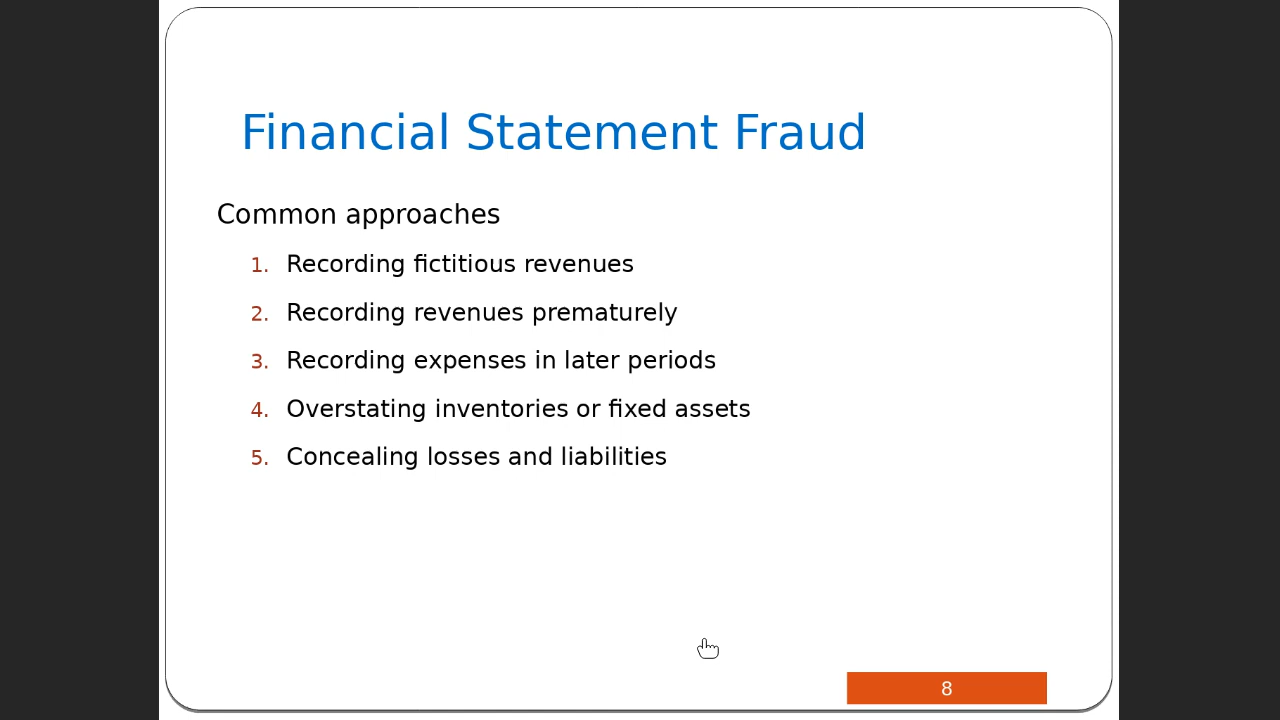 Financial Statement Fraud
Common approaches
1. Recording fictitious revenues
2. Recording revenues prematurely
3. Recording expenses in later periods
4. Overstating inventories or fixed assets
5. Concealing losses and liabilities
8